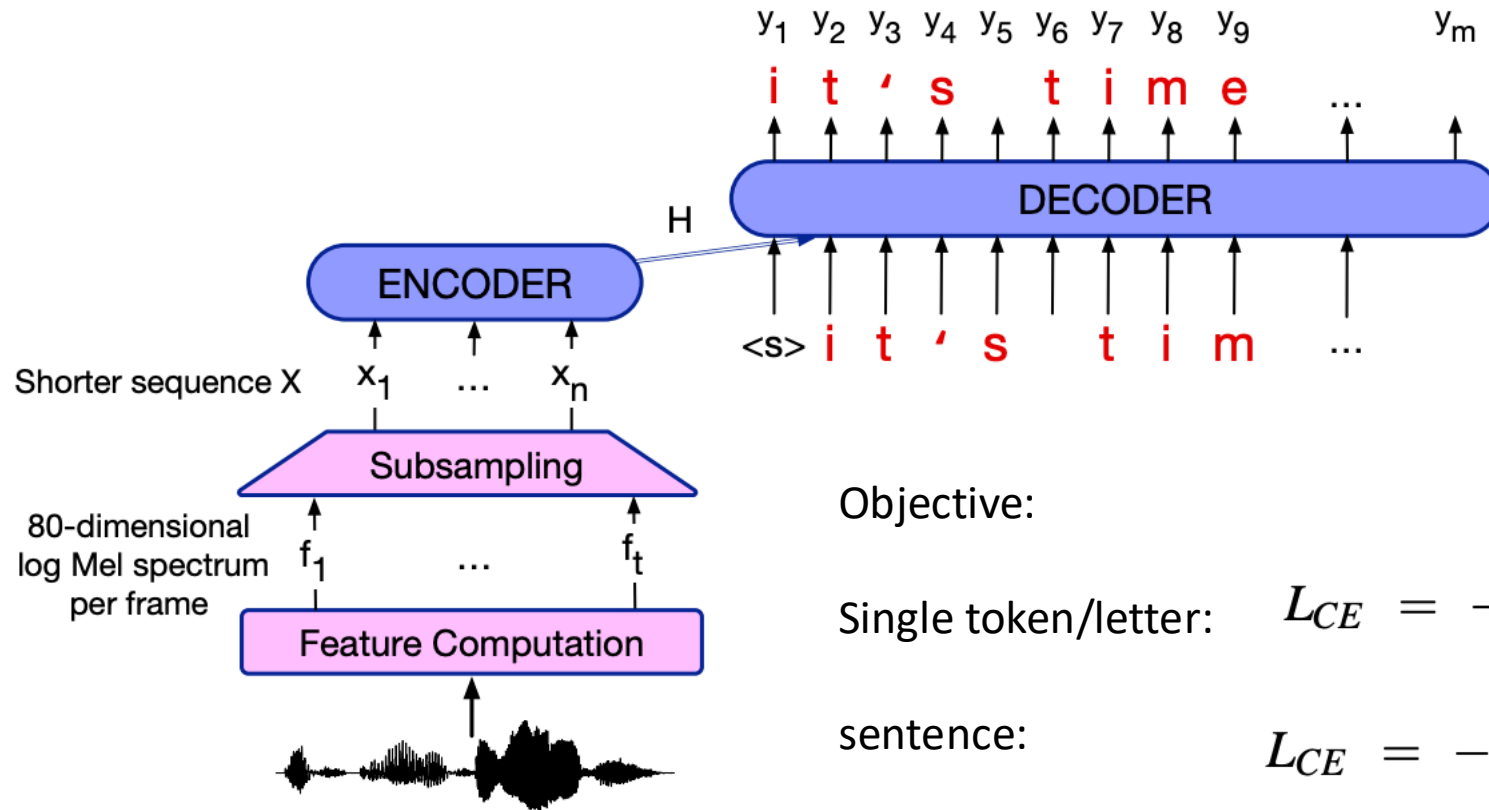 y1 y2 y3 y4 y5 y6 y7 y8 y9 ym
i t ‘ s t i m e ...
DECODER
H
ENCODER
<s> i t ‘ s t i m ...
Shorter sequence X x1 ... xn
Subsampling
80-dimensional
log Mel spectrum
per frame
f1 ... ft
Feature Computation
Objective:
Single token/letter: LCE = −
sentence: LCE = −